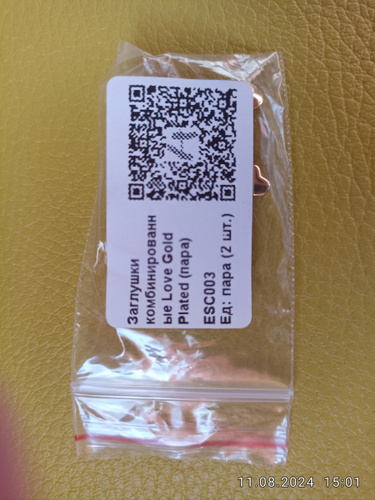 Заглушки
комбинированн
ые Love Gold
Plated (пара)
ESC003
Ед: пара (2 шт.)
11.08.2024 15:01